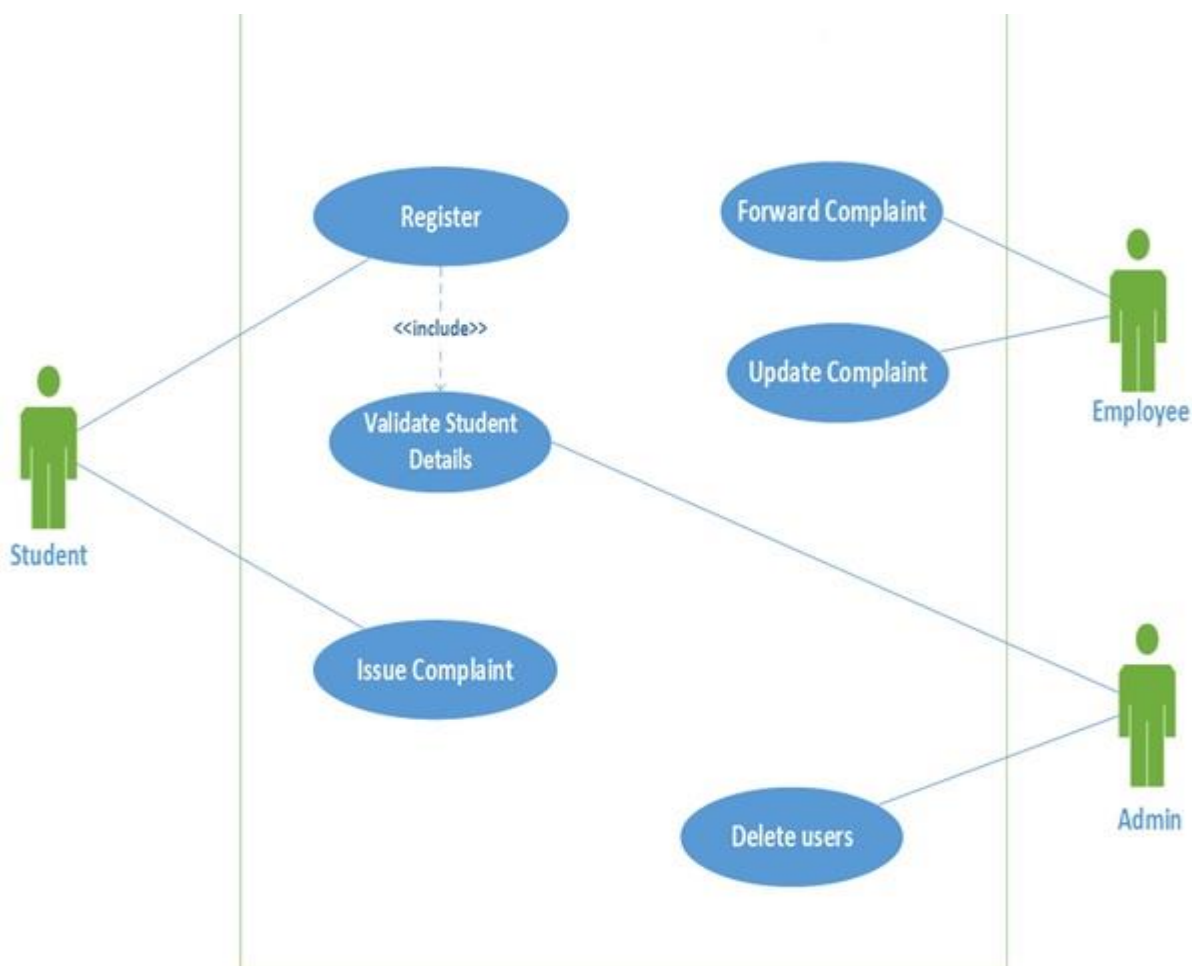 Register
Forward Complaint
<<include>>
Update Complaint
Employee
Validate Student
Details
Student
Issue Complaint
Admin
Delete users